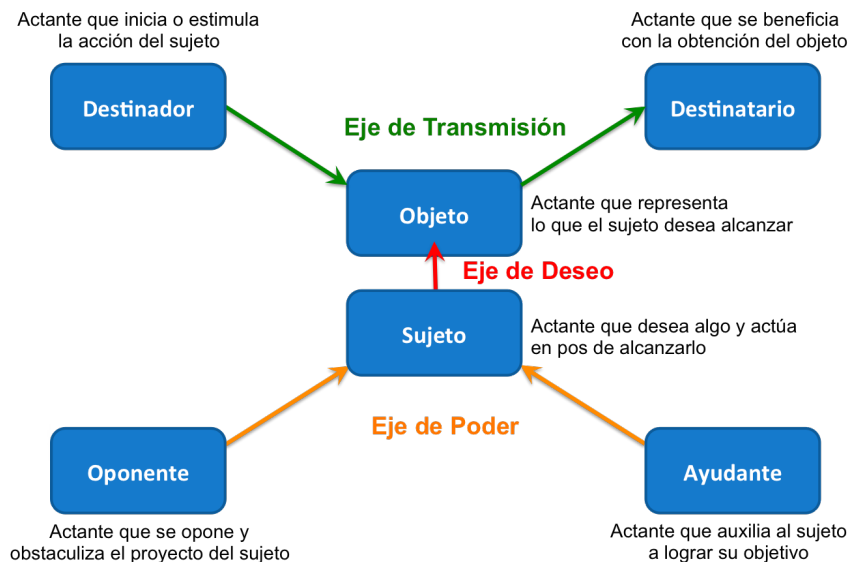 Actante que inicia o estimula
la acción del sujeto
Actante que se beneficia
con la obtención del objeto
Destinador
Destinatario
Eje de Transmisión
Objeto
Actante que representa
lo que el sujeto desea alcanzar
Eje de Deseo
Sujeto
Actante que desea algo y actúa
en pos de alcanzarlo
Eje de Poder
Oponente
Ayudante
Actante que se opone y
obstaculiza el proyecto del sujeto
Actante que auxilia al sujeto
a lograr su objetivo